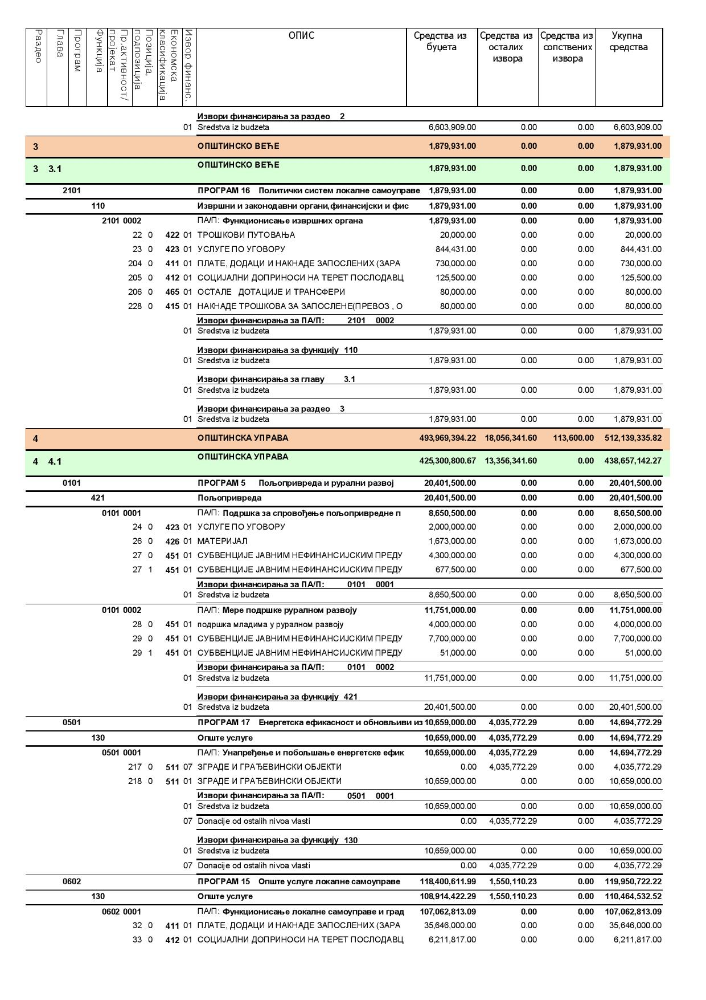 Раздео Глава Програм Функција Пр.активност/ пројекат Позиција, подпозиција Економска класификација Извор финанс. ОПИС Средства из буџета Средства из осталих извора Средства из сопствених извора Укупна средства
Извори финансирања за раздео 2
01 Sredstva iz budzeta 6,603,909.00 0.00 0.00 6,603,909.00
3 ОПШТИНСКО ВЕЋЕ 1,879,931.00 0.00 0.00 1,879,931.00
3 3.1 ОПШТИНСКО ВЕЋЕ 1,879,931.00 0.00 0.00 1,879,931.00
2101 ПРОГРАМ 16 Политички систем локалне самоуправе 1,879,931.00 0.00 0.00 1,879,931.00
110 Извршни и законодавни органи,финансијски и фис 1,879,931.00 0.00 0.00 1,879,931.00
2101 0002 ПА/П: Функционисање извршних органа 1,879,931.00 0.00 0.00 1,879,931.00
22 0 422 01 ТРОШКОВИ ПУТОВАЊА 20,000.00 0.00 0.00 20,000.00
23 0 423 01 УСЛУГЕ ПО УГОВОРУ 844,431.00 0.00 0.00 844,431.00
204 0 411 01 ПЛАТЕ, ДОДАЦИ И НАКНАДЕ ЗАПОСЛЕНИХ (ЗАРА 730,000.00 0.00 0.00 730,000.00
205 0 412 01 СОЦИЈАЛНИ ДОПРИНОСИ НА ТЕРЕТ ПОСЛОДАВЦ 125,500.00 0.00 0.00 125,500.00
206 0 465 01 ОСТАЛЕ ДОТАЦИЈЕ И ТРАНСФЕРИ 80,000.00 0.00 0.00 80,000.00
228 0 415 01 НАКНАДЕ ТРОШКОВА ЗА ЗАПОСЛЕНЕ(ПРЕВОЗ , О 80,000.00 0.00 0.00 80,000.00
Извори финансирања за ПА/П: 2101 0002
01 Sredstva iz budzeta 1,879,931.00 0.00 0.00 1,879,931.00
Извори финансирања за функцију 110
01 Sredstva iz budzeta 1,879,931.00 0.00 0.00 1,879,931.00
Извори финансирања за главу 3.1
01 Sredstva iz budzeta 1,879,931.00 0.00 0.00 1,879,931.00
Извори финансирања за раздео 3
01 Sredstva iz budzeta 1,879,931.00 0.00 0.00 1,879,931.00
4 ОПШТИНСКА УПРАВА 493,969,394.22 18,056,341.60 113,600.00 512,139,335.82
4 4.1 ОПШТИНСКА УПРАВА 425,300,800.67 13,356,341.60 0.00 438,657,142.27
0101 ПРОГРАМ 5 Пољопривреда и рурални развој 20,401,500.00 0.00 0.00 20,401,500.00
421 Пољопривреда 20,401,500.00 0.00 0.00 20,401,500.00
0101 0001 ПА/П: Подршка за спровођење пољопривредне п 8,650,500.00 0.00 0.00 8,650,500.00
24 0 423 01 УСЛУГЕ ПО УГОВОРУ 2,000,000.00 0.00 0.00 2,000,000.00
26 0 426 01 МАТЕРИЈАЛ 1,673,000.00 0.00 0.00 1,673,000.00
27 0 451 01 СУБВЕНЦИЈЕ ЈАВНИМ НЕФИНАНСИЈСКИМ ПРЕДУ 4,300,000.00 0.00 0.00 4,300,000.00
27 1 451 01 СУБВЕНЦИЈЕ ЈАВНИМ НЕФИНАНСИЈСКИМ ПРЕДУ 677,500.00 0.00 0.00 677,500.00
Извори финансирања за ПА/П: 0101 0001
01 Sredstva iz budzeta 8,650,500.00 0.00 0.00 8,650,500.00
0101 0002 ПА/П: Мере подршке руралном развоју 11,751,000.00 0.00 0.00 11,751,000.00
28 0 451 01 подршка младима у руралном развоју 4,000,000.00 0.00 0.00 4,000,000.00
29 0 451 01 СУБВЕНЦИЈЕ ЈАВНИМ НЕФИНАНСИЈСКИМ ПРЕДУ 7,700,000.00 0.00 0.00 7,700,000.00
29 1 451 01 СУБВЕНЦИЈЕ ЈАВНИМ НЕФИНАНСИЈСКИМ ПРЕДУ 51,000.00 0.00 0.00 51,000.00
Извори финансирања за ПА/П: 0101 0002
01 Sredstva iz budzeta 11,751,000.00 0.00 0.00 11,751,000.00
Извори финансирања за функцију 421
01 Sredstva iz budzeta 20,401,500.00 0.00 0.00 20,401,500.00
0501 ПРОГРАМ 17 Енергетска ефикасност и обновљиви из 10,659,000.00 4,035,772.29 0.00 14,694,772.29
130 Опште услуге 10,659,000.00 4,035,772.29 0.00 14,694,772.29
0501 0001 ПА/П: Унапређење и побољшање енергетске ефик 10,659,000.00 4,035,772.29 0.00 14,694,772.29
217 0 511 07 ЗГРАДЕ И ГРАЂЕВИНСКИ ОБЈЕКТИ 0.00 4,035,772.29 0.00 4,035,772.29
218 0 511 01 ЗГРАДЕ И ГРАЂЕВИНСКИ ОБЈЕКТИ 10,659,000.00 0.00 0.00 10,659,000.00
Извори финансирања за ПА/П: 0501 0001
01 Sredstva iz budzeta 10,659,000.00 0.00 0.00 10,659,000.00
07 Donacije od ostalih nivoa vlasti 0.00 4,035,772.29 0.00 4,035,772.29
Извори финансирања за функцију 130
01 Sredstva iz budzeta 10,659,000.00 0.00 0.00 10,659,000.00
07 Donacije od ostalih nivoa vlasti 0.00 4,035,772.29 0.00 4,035,772.29
0602 ПРОГРАМ 15 Опште услуге локалне самоуправе 118,400,611.99 1,550,110.23 0.00 119,950,722.22
130 Опште услуге 108,914,422.29 1,550,110.23 0.00 110,464,532.52
0602 0001 ПА/П: Функционисање локалне самоуправе и град 107,062,813.09 0.00 0.00 107,062,813.09
32 0 411 01 ПЛАТЕ, ДОДАЦИ И НАКНАДЕ ЗАПОСЛЕНИХ (ЗАРА 35,646,000.00 0.00 0.00 35,646,000.00
33 0 412 01 СОЦИЈАЛНИ ДОПРИНОСИ НА ТЕРЕТ ПОСЛОДАВЦ 6,211,817.00 0.00 0.00 6,211,817.00